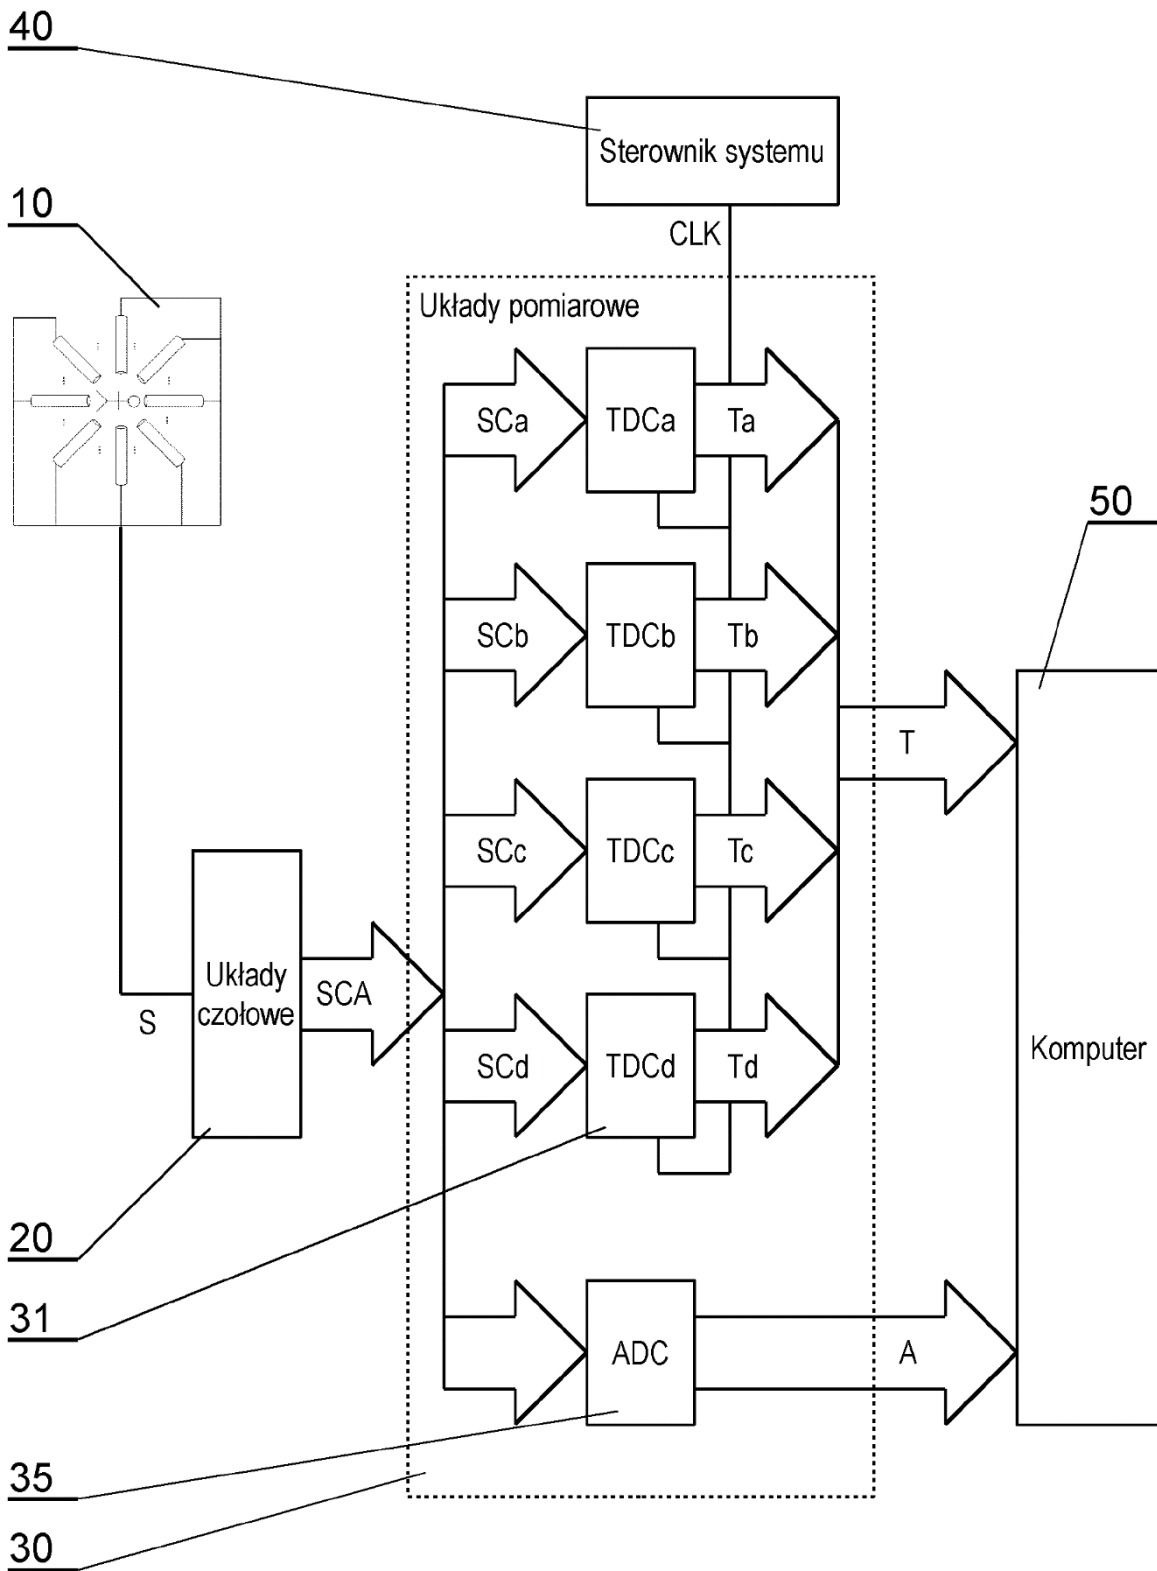 40
Sterownik systemu
10
CLK
Układy pomiarowe
SCa
TDCa
Ta
50
SCb
TDCb
Tb
T
SCc
TDCc
Tc
Układy
czołowe
SCA
S
SCd
TDCd
Td
Komputer
20
31
ADC
A
35
30